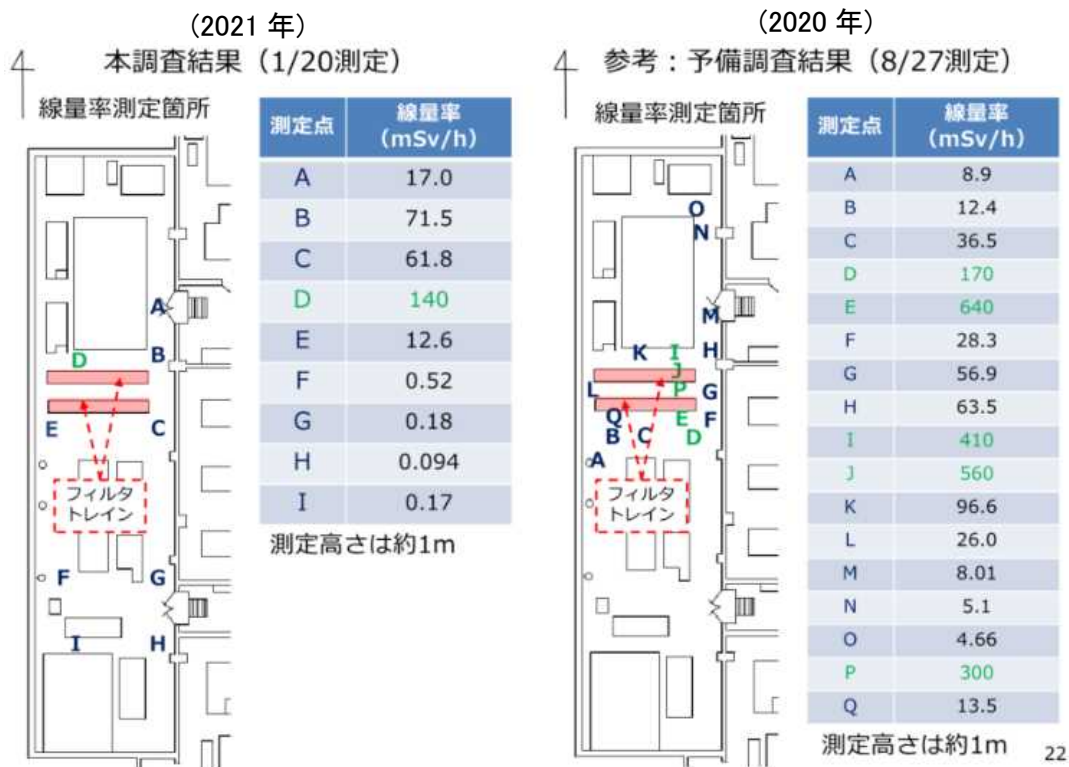 (2021 年)
本調査結果（1/20測定）
線量率測定箇所
A
B
D
E
C
フィルタ
トレイン
F
G
I
H
測定点 線量率 (mSv/h)
A 17.0
B 71.5
C 61.8
D 140
E 12.6
F 0.52
G 0.18
H 0.094
I 0.17
測定高さは約1m
(2020 年)
参考：予備調査結果（8/27測定）
線量率測定箇所
O
N
M
K I H
J
L P G
Q E F
B C D
A
フィルタ
トレイン
測定点 線量率 (mSv/h)
A 8.9
B 12.4
C 36.5
D 170
E 640
F 28.3
G 56.9
H 63.5
I 410
J 560
K 96.6
L 26.0
M 8.01
N 5.1
O 4.66
P 300
Q 13.5
測定高さは約1m
22